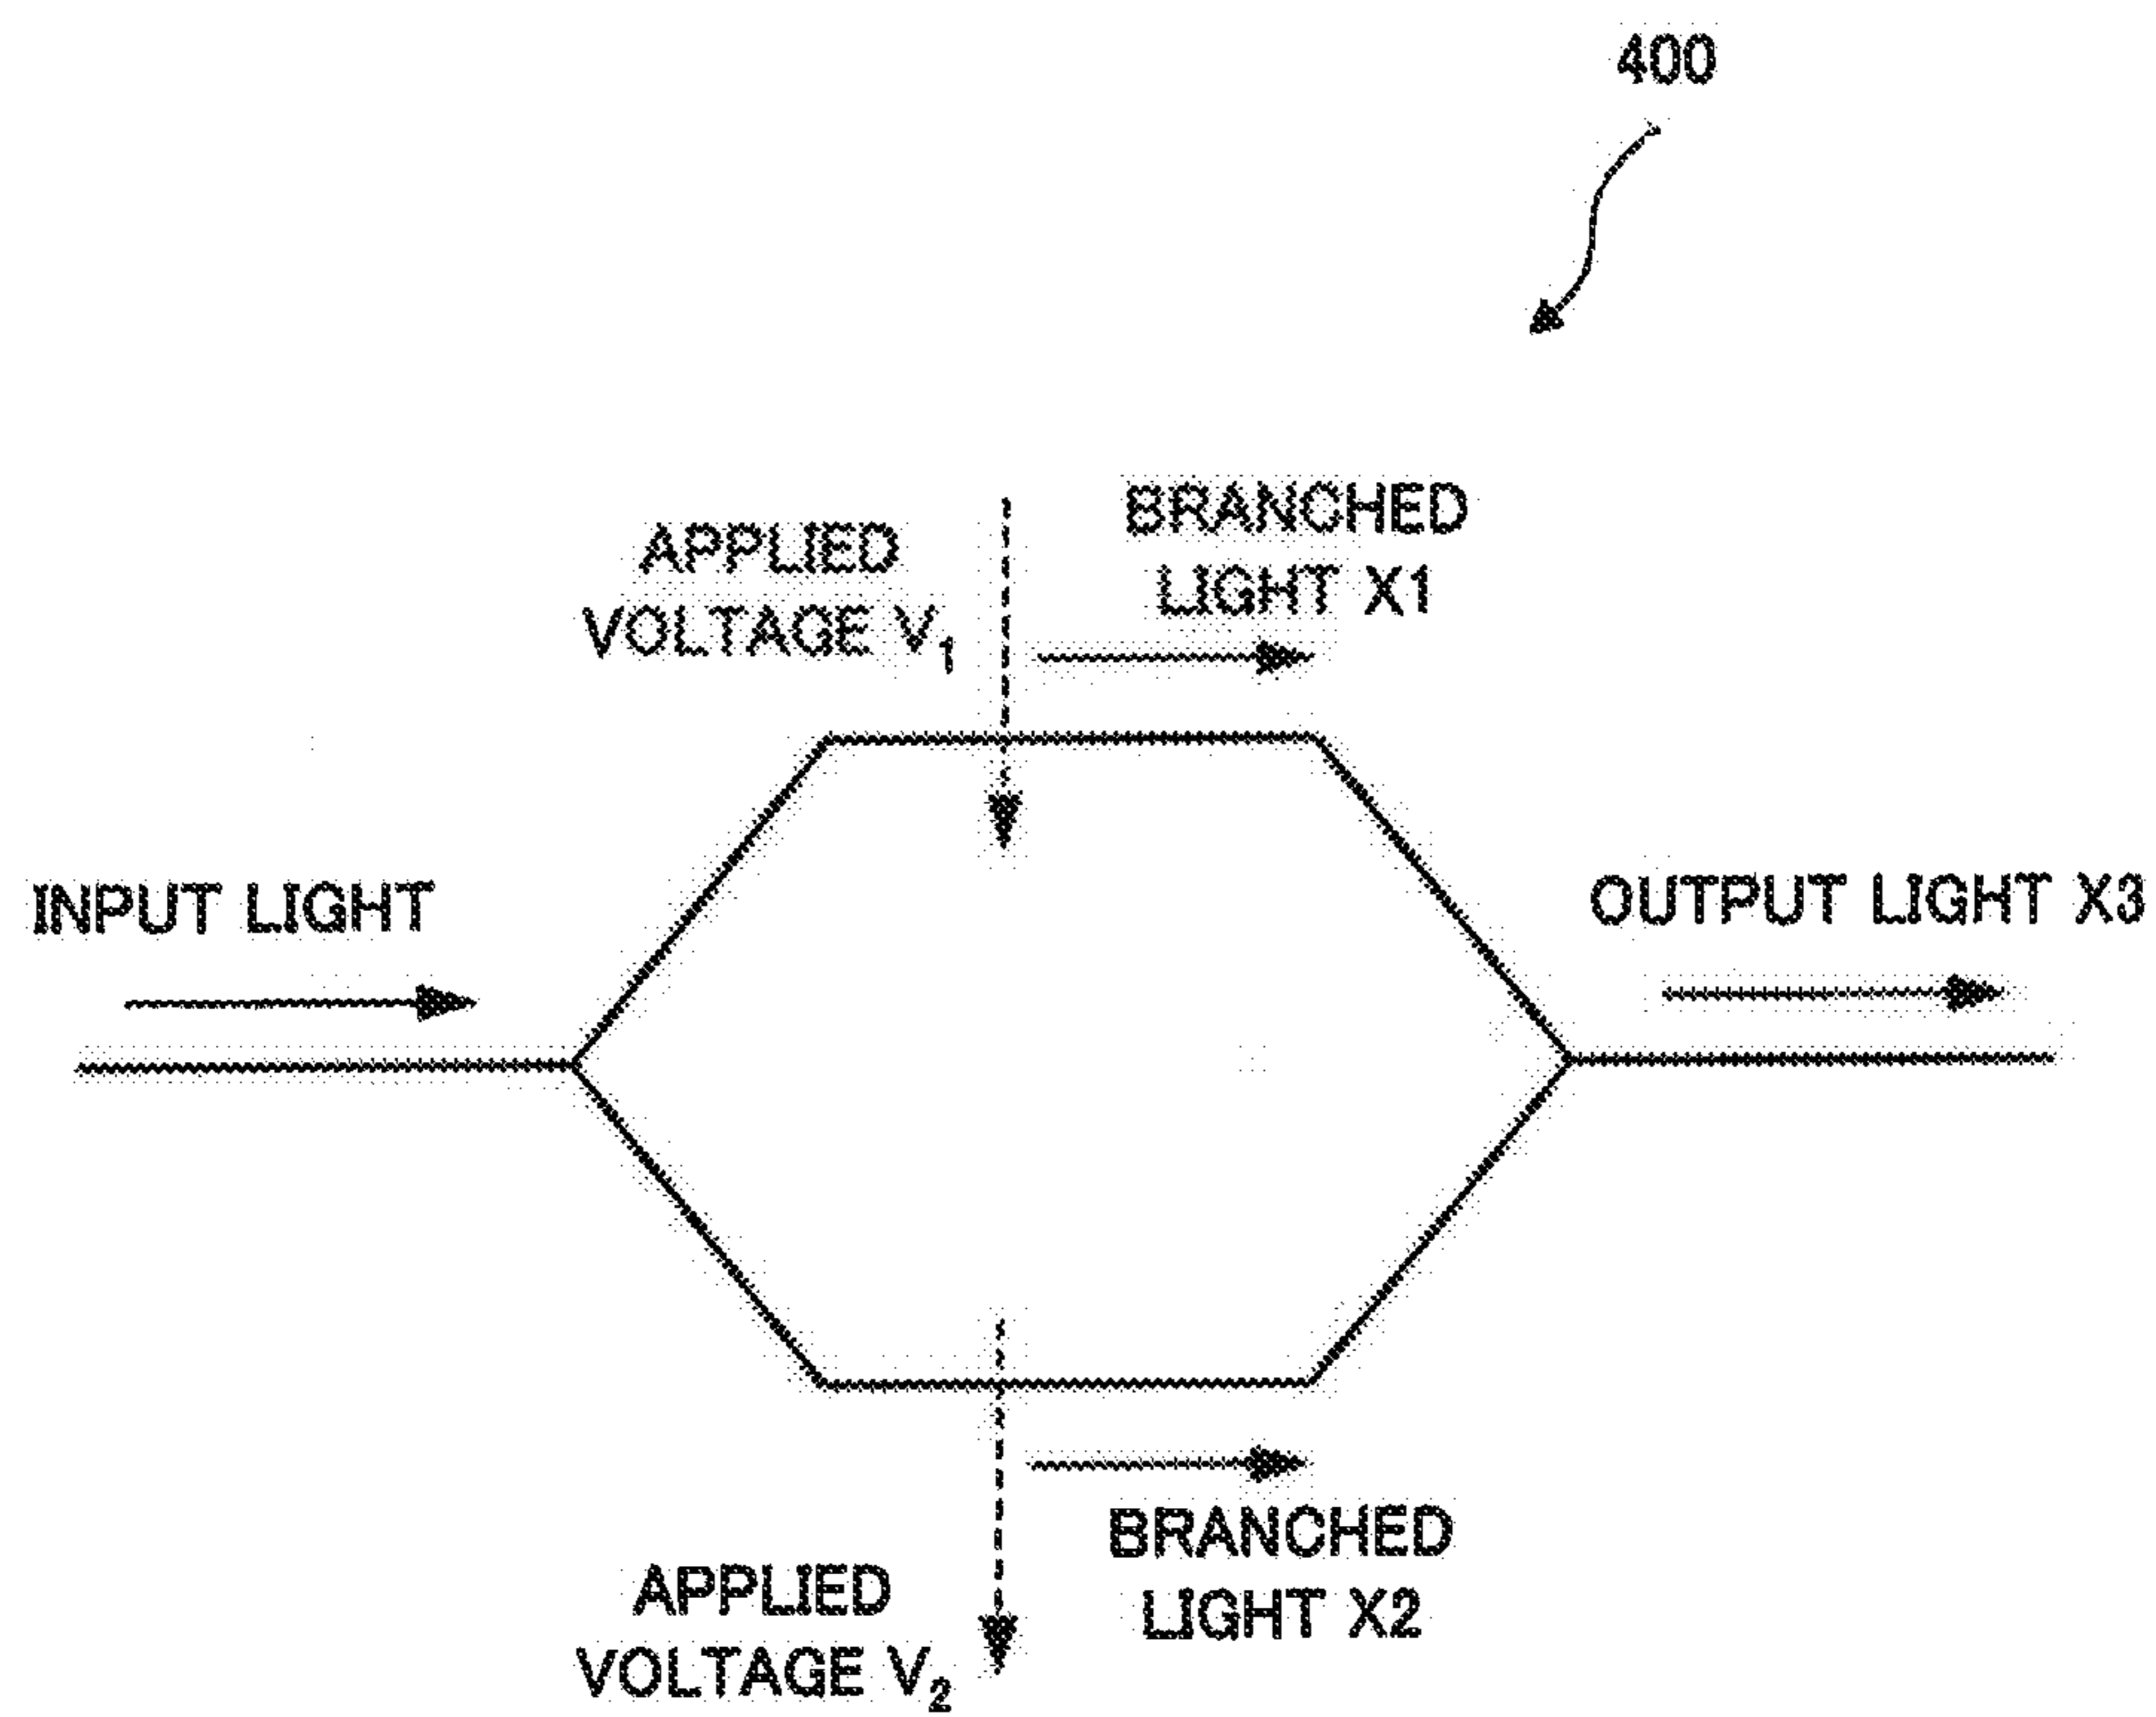 400
APPLIED
VOLTAGE V1
BRANCHED
LIGHT X1
INPUT LIGHT
OUTPUT LIGHT X3
APPLIED
VOLTAGE V2
BRANCHED
LIGHT X2